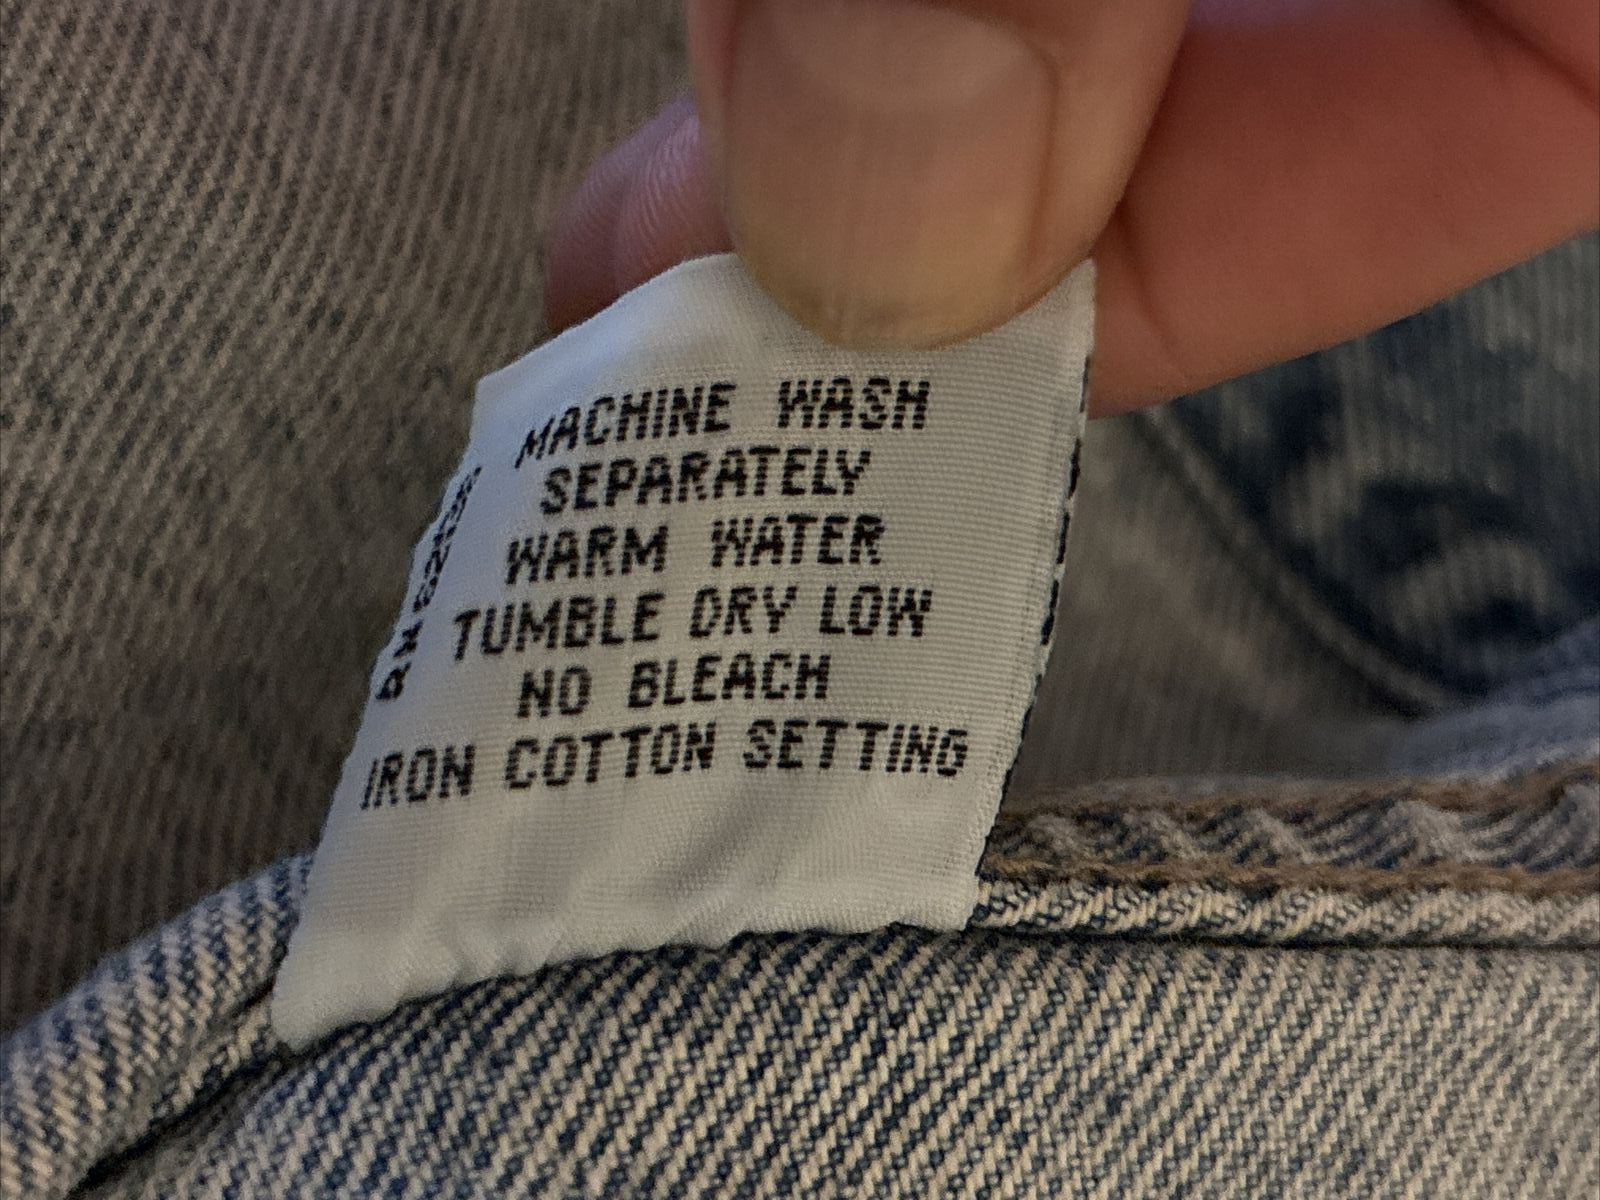 MACHINE WASH
SEPARATELY
WARM WATER
TUMBLE DRY LOW
NO BLEACH
IRON COTTON SETTING